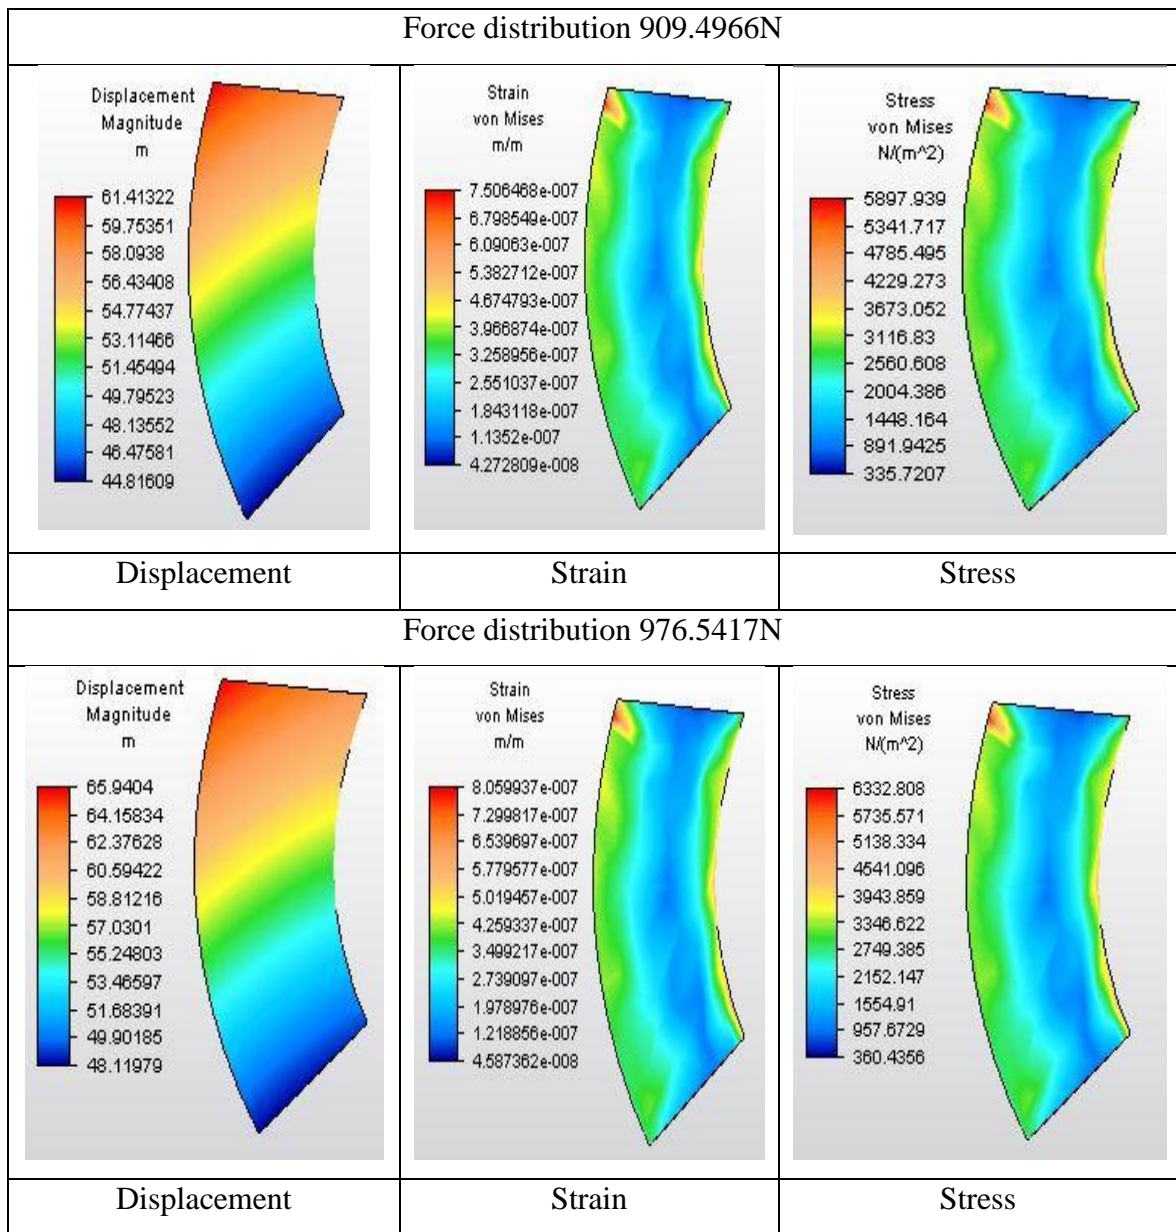 Force distribution 909.4966N
Displacement
Magnitude
m
61.41322
59.75351
58.0938
56.43408
54.77437
53.11466
51.45494
49.79523
48.13552
46.47581
44.81609
Strain
von Mises
m/m
7.506468e-007
6.798549e-007
6.09063e-007
5.382712e-007
4.674793e-007
3.966874e-007
3.258956e-007
2.551037e-007
1.843118e-007
1.1352e-007
4.272809e-008
Stress
von Mises
N/(m^2)
5897.939
5341.717
4785.495
4229.273
3673.052
3116.83
2560.608
2004.386
1448.164
891.9425
335.7207
Displacement
Strain
Stress
Force distribution 976.5417N
Displacement
Magnitude
m
65.9404
64.15834
62.37628
60.59422
58.81216
57.0301
55.24803
53.46597
51.68391
49.90185
48.11979
Strain
von Mises
m/m
8.059937e-007
7.299817e-007
6.539697e-007
5.779577e-007
5.019457e-007
4.259337e-007
3.499217e-007
2.739097e-007
1.978976e-007
1.218856e-007
4.587362e-008
Stress
von Mises
N/(m^2)
6332.808
5735.571
5138.334
4541.096
3943.859
3346.622
2749.385
2152.147
1554.91
957.6729
360.4356
Displacement
Strain
Stress